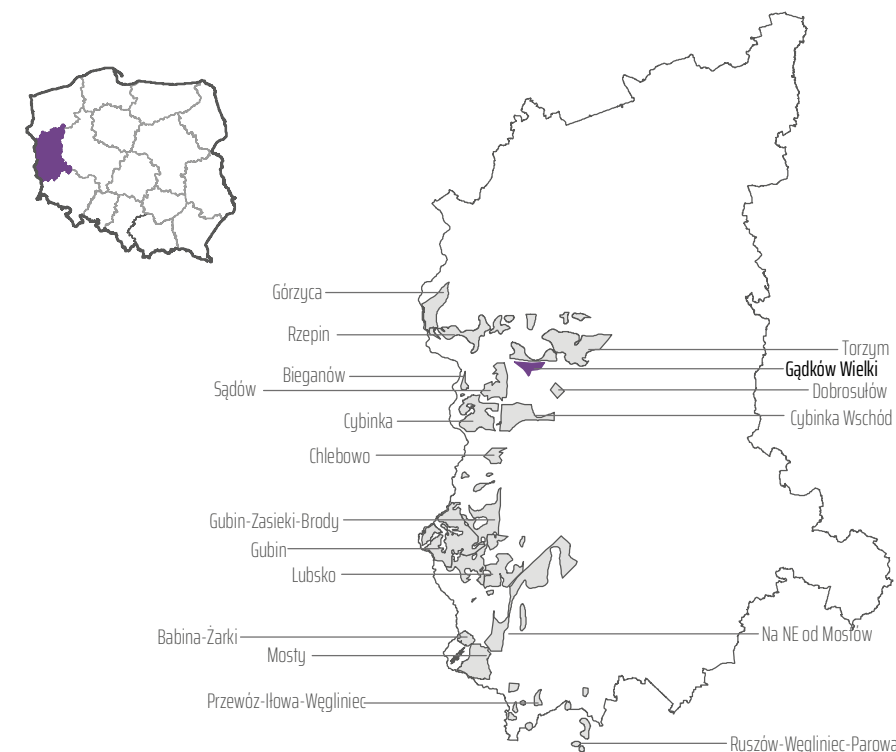 Górzyca
Rzepin
Torzym
Gądków Wielki
Bieganów
Sądów
Dobrosułów
Cybinka
Cybinka Wschód
Chlebowo
Gubin-Zasieki-Brody
Gubin
Lubsko
Babina-Żarki
Na NE od Mostów
Mosty
Przewóz-Iłowa-Węgliniec
Ruszów-Węgliniec-Parowa